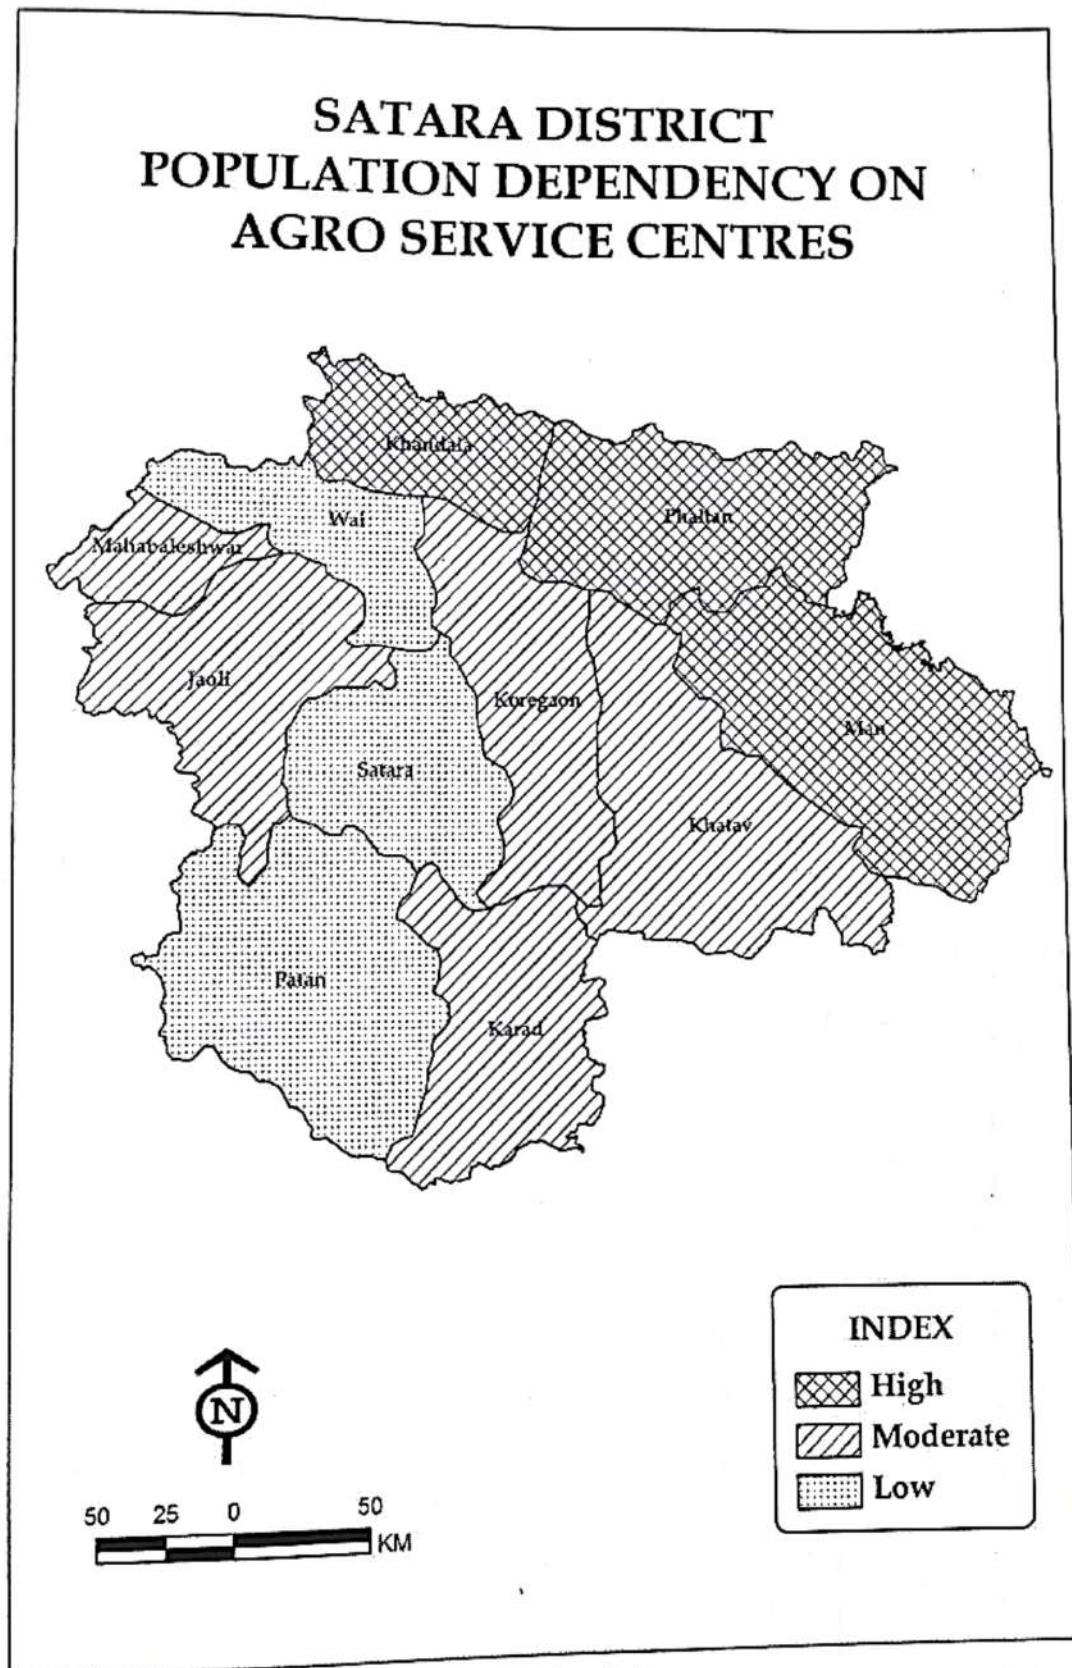 SATARA DISTRICT
POPULATION DEPENDENCY ON
AGRO SERVICE CENTRES
Khandala
Phaltan
Wai
Mahabaleshwar
Jaoli
Koregaon
Man
Satara
Khatav
Patan
Karad
INDEX
High
Moderate
Low
N
50 25 0 50
KM